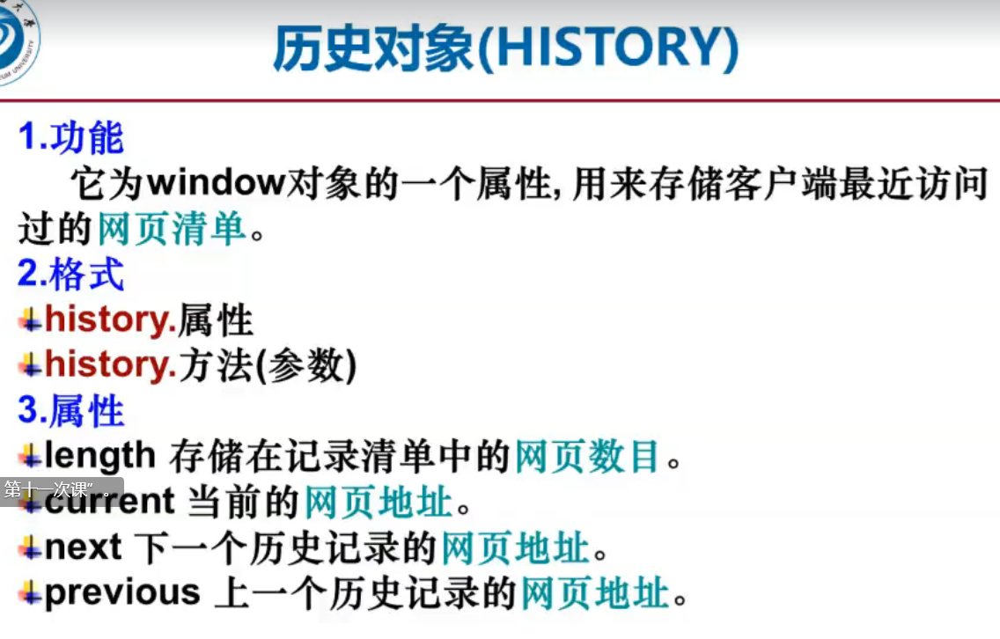 大学
UM UNIVERSITY
历史对象(HISTORY)
1.功能
它为window对象的一个属性,用来存储客户端最近访问
过的网页清单。
2.格式
history.属性
history.方法(参数)
3.属性
length 存储在记录清单中的网页数目。
第十一次课”。
current 当前的网页地址。
next 下一个历史记录的网页地址。
previous 上一个历史记录的网页地址。